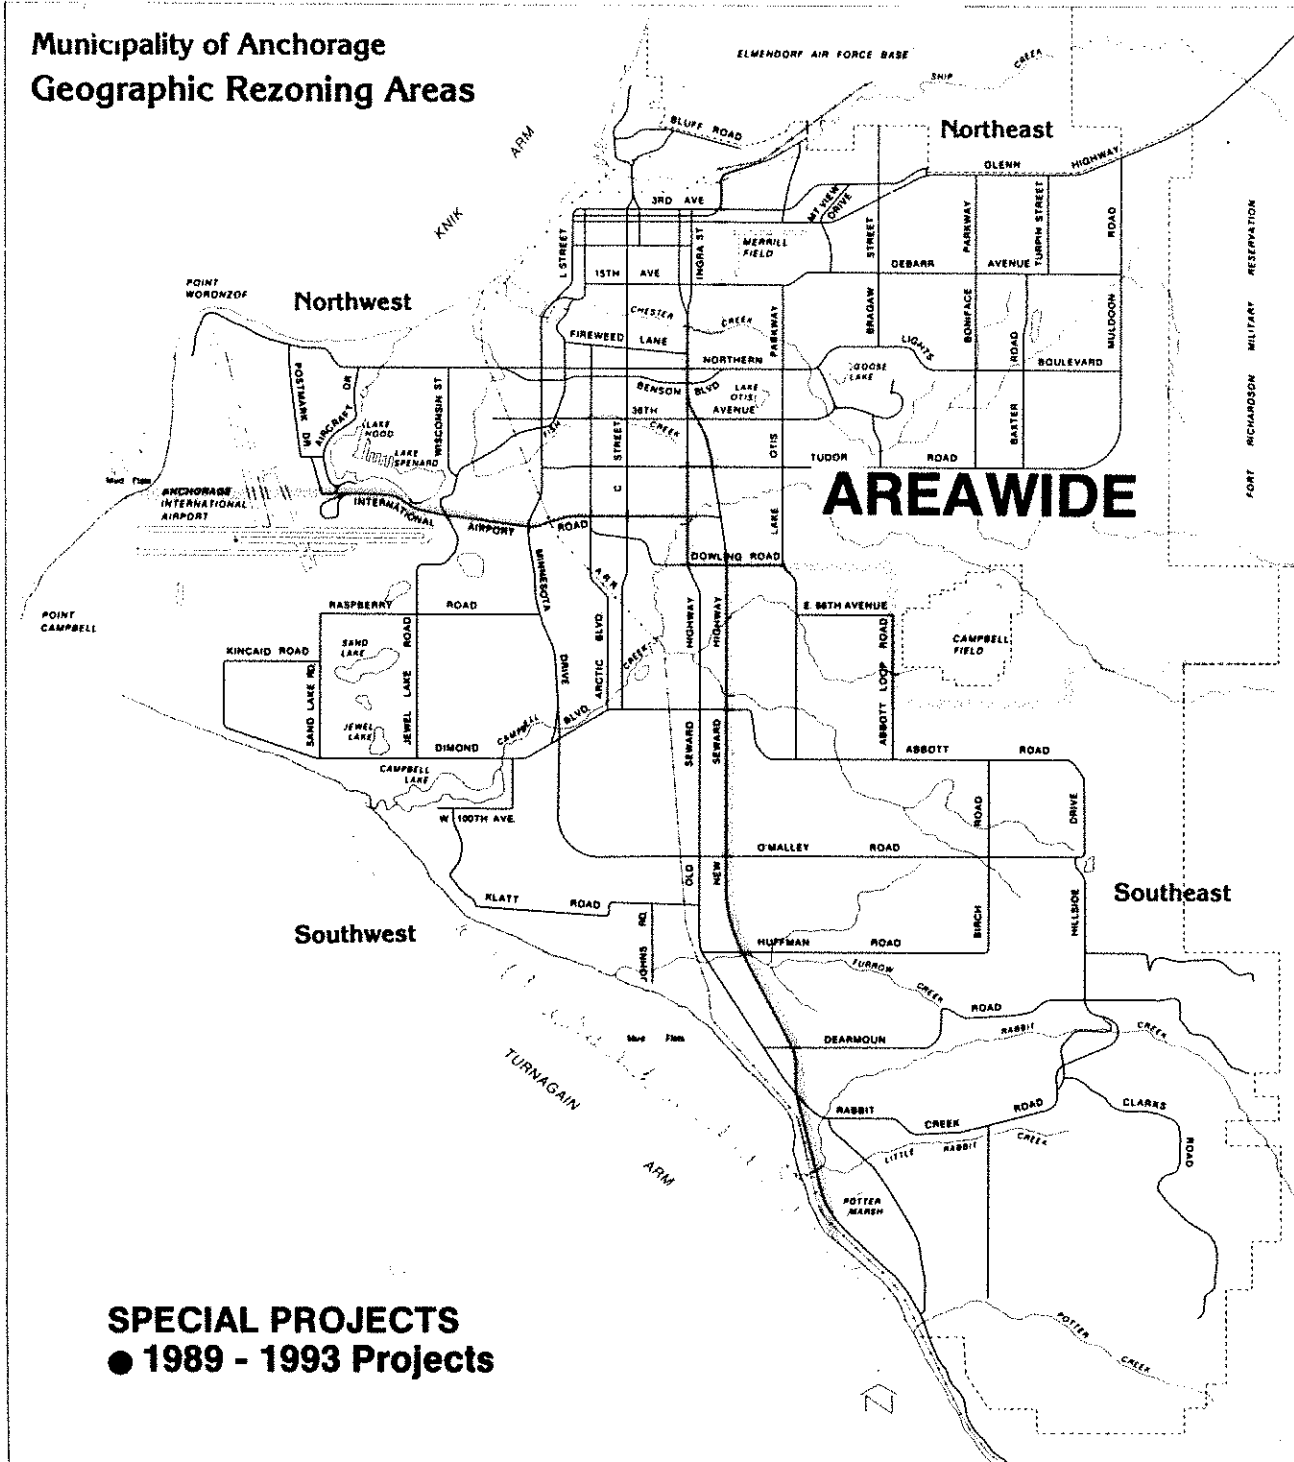 Municipality of Anchorage
Geographic Rezoning Areas
ELMENDORF AIR FORCE BASE
SHIP
CREEK
BLUFF ROAD
Northeast
ARM
KNIK
GLENN
HIGHWAY
3RD AVE
MT VIEW
DRIVE
L STREET
INGRA ST
MERRILL
FIELD
STREET
BRAGAW
PARKWAY
BONIFACE
TURPIN STREET
ROAD
MULDOON
DEBARR
AVENUE
15TH AVE
FORT RICHARDSON MILITARY RESERVATION
POINT
WORONZOF
Northwest
CHESTER
CREEK
FIREWEED LANE
PARKWAY
OTIS
LAKE
NORTHERN
LIGHTS
BOULEVARD
GOOSE
LAKE
ROAD
BAXTER
POSTMARK DR.
AIRCRAFT DR
WISCONSIN ST
BENSON BLVD
LAKE
OTIS
36TH
AVENUE
FISH
CREEK
LAKE
HOOD
LAKE
SPENARD
C STREET
TUDOR
ROAD
AREAWIDE
Mud Flats
ANCHORAGE
INTERNATIONAL
AIRPORT
INTERNATIONAL
AIRPORT
ROAD
DOWLING ROAD
MINNESOTA
DRIVE
A.R.R.
ARCTIC BLVD.
HIGHWAY
HIGHWAY
POINT
CAMPBELL
RASPBERRY
ROAD
E. 68TH AVENUE
CAMPBELL
FIELD
KINCAID ROAD
SAND
LAKE
SAND LAKE RD.
JEWEL LAKE ROAD
JEWEL
LAKE
CREEK
CAMPBELL
ABBOTT LOOP ROAD
DIMOND
BLVD.
SEWARD
SEWARD
ABBOTT
ROAD
CAMPBELL
LAKE
W. 100TH AVE.
ROAD
BIRCH
DRIVE
HILLSIDE
O'MALLEY
ROAD
OLD
NEW
Southeast
KLATT
ROAD
Southwest
JOHNS RD.
HUFFMAN
ROAD
FURROW
CREEK
ROAD
RABBIT
CREEK
DEARMOUN
Mud Flats
TURNAGAIN
ARM
RABBIT
CREEK
ROAD
CLARKS
ROAD
LITTLE RABBIT CREEK
POTTER
MARSH
SPECIAL PROJECTS
● 1989 - 1993 Projects
POTTER
CREEK